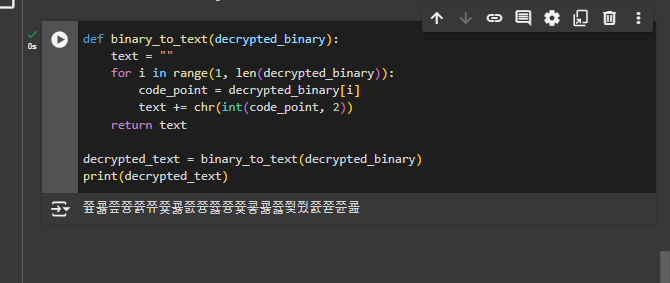 0s
def binary_to_text(decrypted_binary):
    text = ""
    for i in range(1, len(decrypted_binary)):
        code_point = decrypted_binary[i]
        text += chr(int(code_point, 2))
    return text
decrypted_text = binary_to_text(decrypted_binary)
print(decrypted_text)